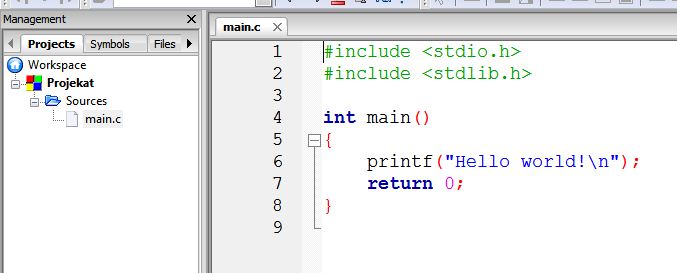 Management
Projects Symbols Files
Workspace
Projekat
Sources
main.c
main.c
1 #include <stdio.h>
2 #include <stdlib.h>
3
4 int main()
5 {
6 printf("Hello world!\n");
7 return 0;
8 }
9